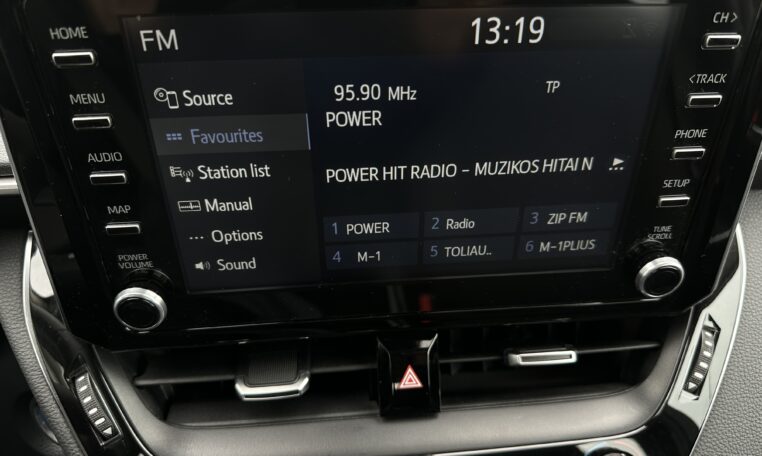 HOME
MENU
AUDIO
MAP
POWER
VOLUME
FM
13:19
Source
Favourites
Station list
Manual
... Options
Sound
95.90 MHz
TP
POWER
POWER HIT RADIO - MUZIKOS HITAI N
1 POWER
2 Radio
3 ZIP FM
4 M-1
5 TOLIAU..
6 M-1PLIUS
CH >
< TRACK
PHONE
SETUP
TUNE
SCROLL